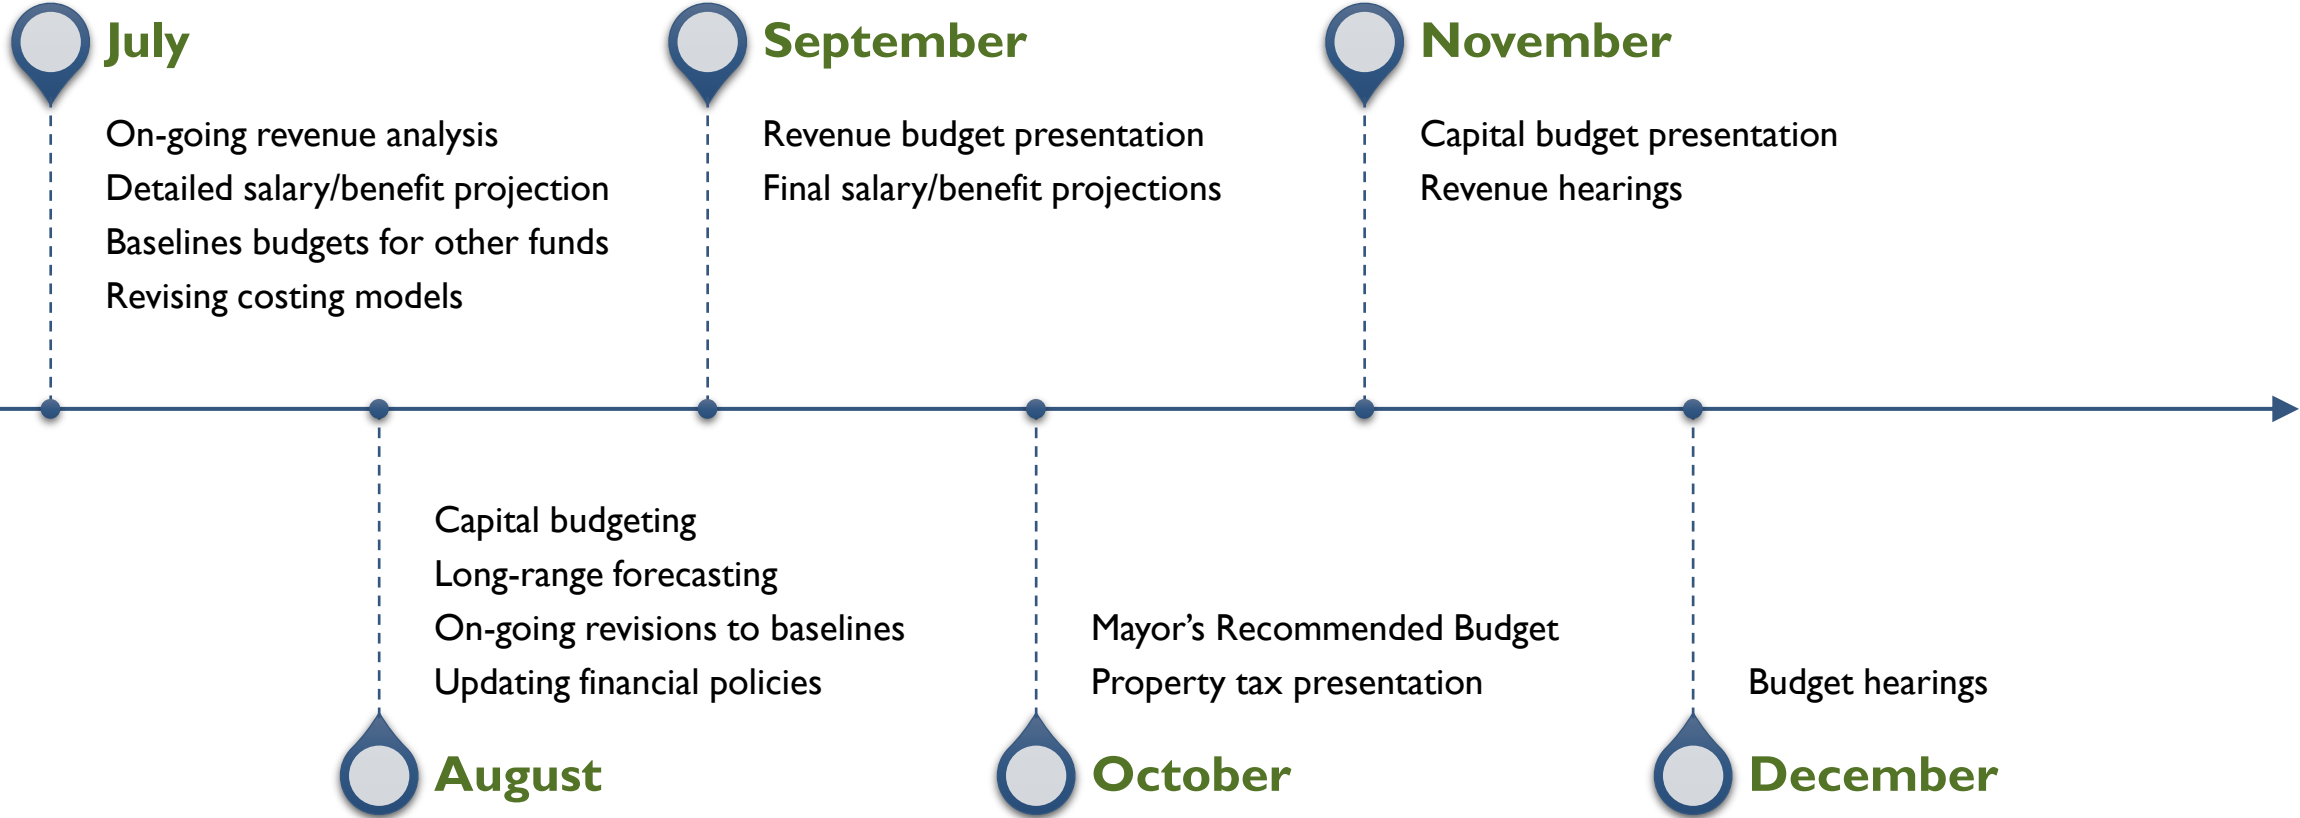 July
On-going revenue analysis
Detailed salary/benefit projection
Baselines budgets for other funds
Revising costing models
September
Revenue budget presentation
Final salary/benefit projections
November
Capital budget presentation
Revenue hearings
Capital budgeting
Long-range forecasting
On-going revisions to baselines
Updating financial policies
August
Mayor’s Recommended Budget
Property tax presentation
October
Budget hearings
December